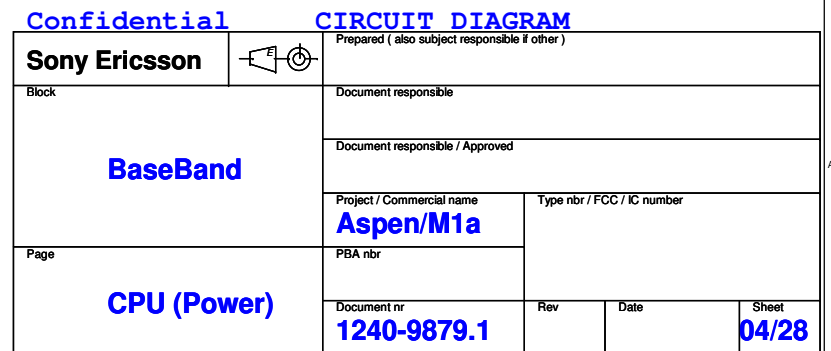 Confidential CIRCUIT DIAGRAM
Sony Ericsson
E
Prepared ( also subject responsible if other )
Block
BaseBand
Document responsible
Document responsible / Approved
Project / Commercial name
Aspen/M1a
Type nbr / FCC / IC number
Page
CPU (Power)
PBA nbr
Document nr
1240-9879.1
Rev
Date
Sheet
04/28
A